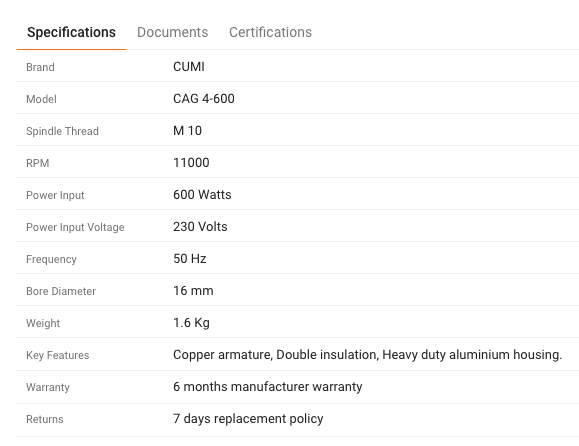 Specifications Documents Certifications
Brand CUMI
Model CAG 4-600
Spindle Thread M 10
RPM 11000
Power Input 600 Watts
Power Input Voltage 230 Volts
Frequency 50 Hz
Bore Diameter 16 mm
Weight 1.6 Kg
Key Features Copper armature, Double insulation, Heavy duty aluminium housing.
Warranty 6 months manufacturer warranty
Returns 7 days replacement policy